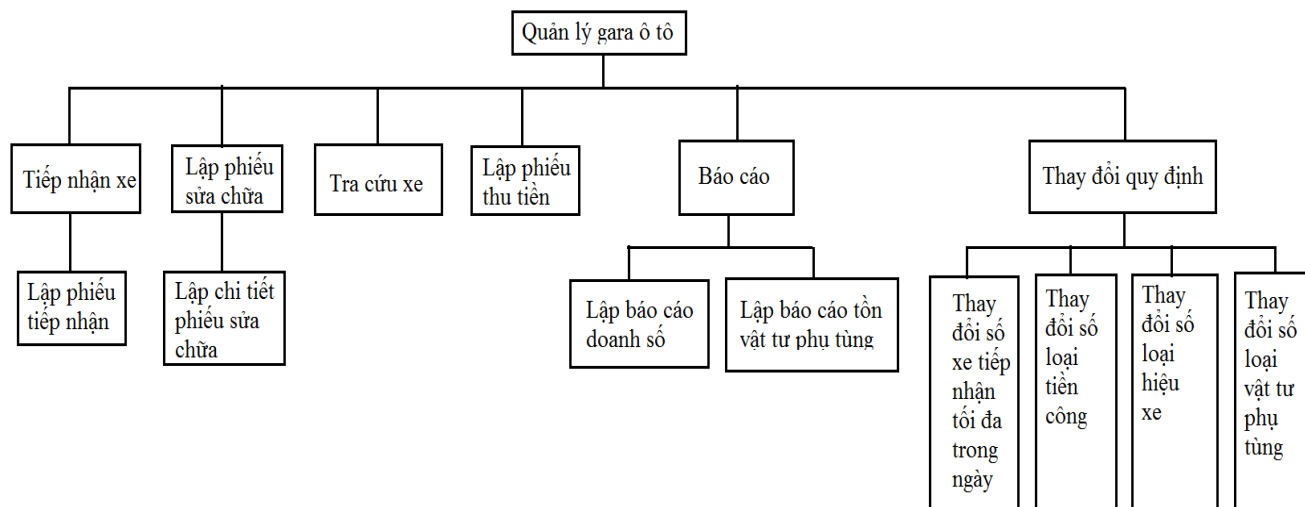 Quản lý gara ô tô
Tiếp nhận xe
Lập phiếu
sửa chữa
Tra cứu xe
Lập phiếu
thu tiền
Báo cáo
Thay đổi quy định
Lập phiếu
tiếp nhận
Lập chi tiết
phiếu sửa
chữa
Lập báo cáo
doanh số
Lập báo cáo tồn
vật tư phụ tùng
Thay
đổi số
xe tiếp
nhận
tối đa
trong
ngày
Thay
đổi số
loại
tiền
công
Thay
đổi số
loại
hiệu
xe
Thay
đổi số
loại
vật tư
phụ
tùng